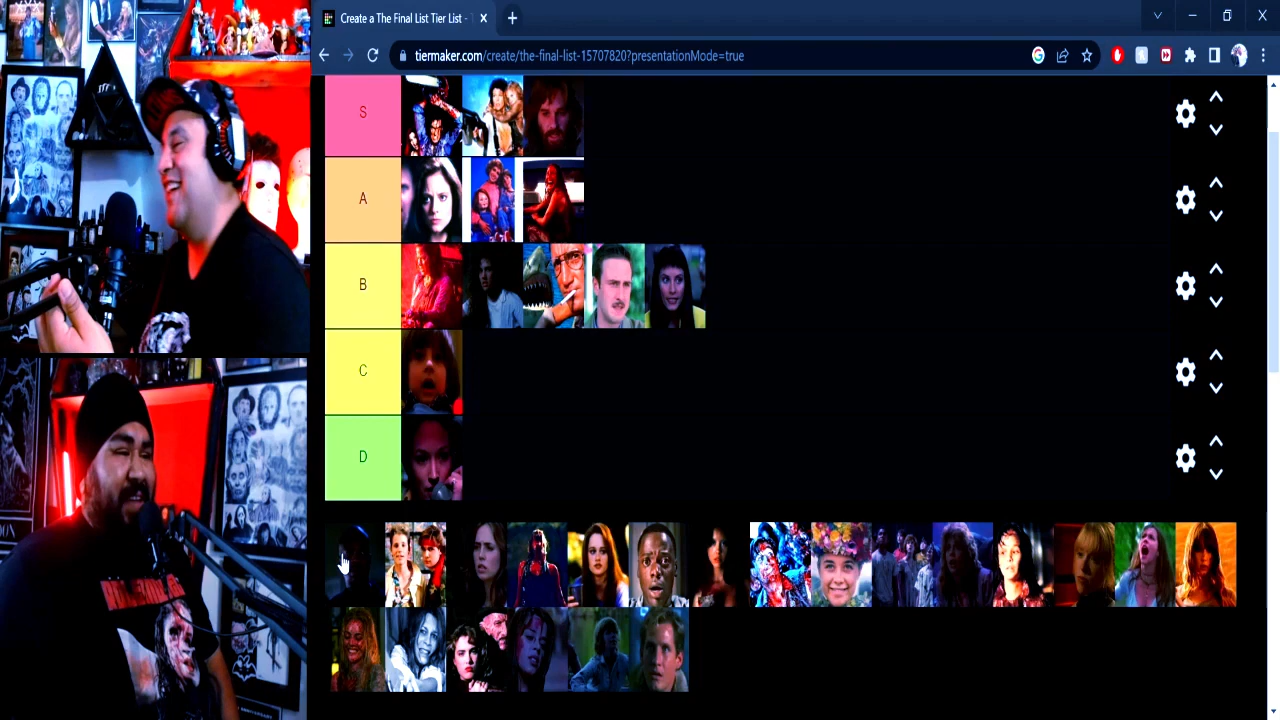 Create a The Final List Tier List -
tiermaker.com/create/the-final-list-15707820?presentationMode=true
S
A
B
C
D